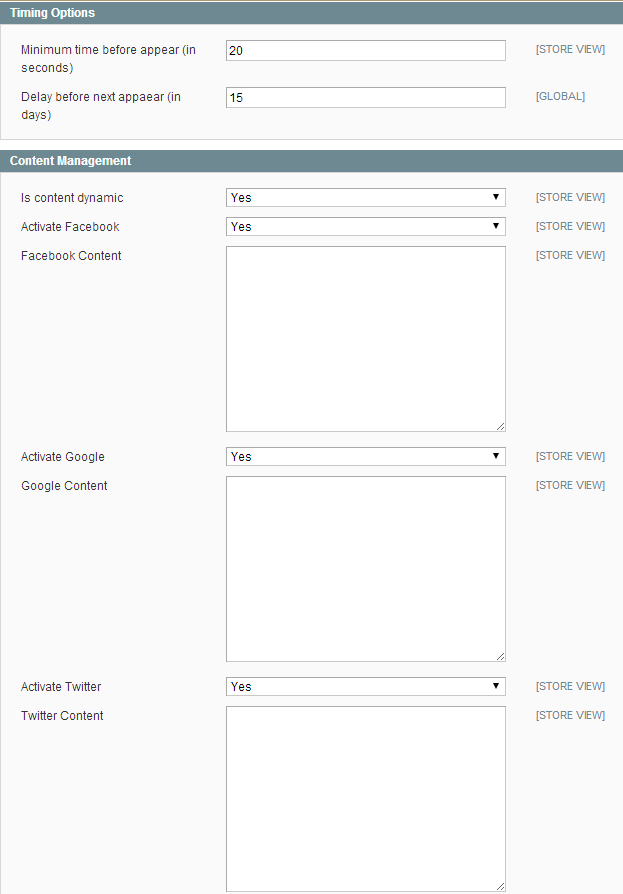 Timing Options
Minimum time before appear (in seconds) 20 [STORE VIEW]
Delay before next appaear (in days) 15 [GLOBAL]
Content Management
Is content dynamic Yes [STORE VIEW]
Activate Facebook Yes [STORE VIEW]
Facebook Content [STORE VIEW]
Activate Google Yes [STORE VIEW]
Google Content [STORE VIEW]
Activate Twitter Yes [STORE VIEW]
Twitter Content [STORE VIEW]